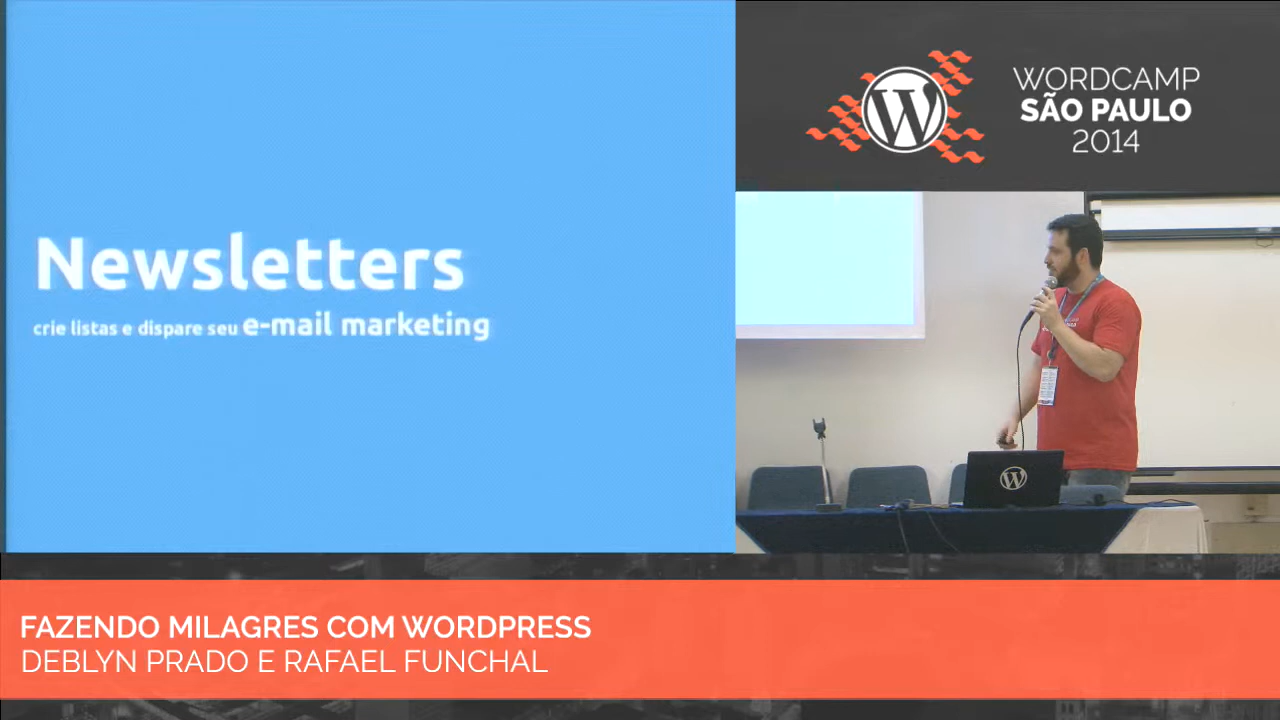 Newsletters
crie listas e dispare seu e-mail marketing
WORDCAMP
SÃO PAULO
2014
FAZENDO MILAGRES COM WORDPRESS
DEBLYN PRADO E RAFAEL FUNCHAL